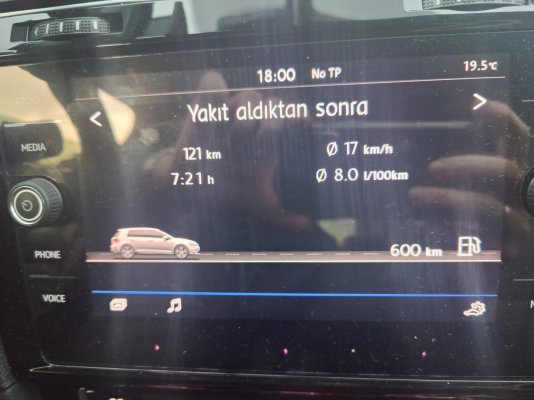 18:00 No TP 19.5°C
RADIO
< Yakıt aldıktan sonra >
MEDIA
121 km Ø 17 km/h
7:21 h Ø 8.0 l/100km
PHONE
600 km
VOICE